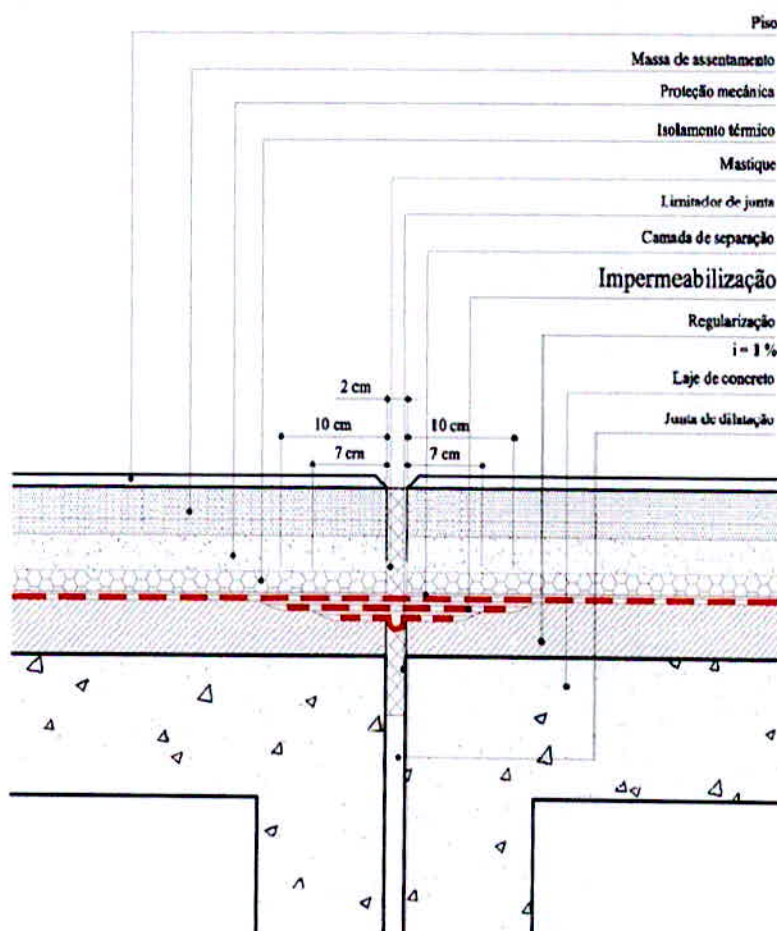 Piso
Massa de assentamento
Proteção mecânica
Isolamento térmico
Mastique
Limitador de junta
Camada de separação
Impermeabilização
Regularização
i = 1 %
Laje de concreto
Junta de dilatação
2 cm
10 cm
10 cm
7 cm
7 cm